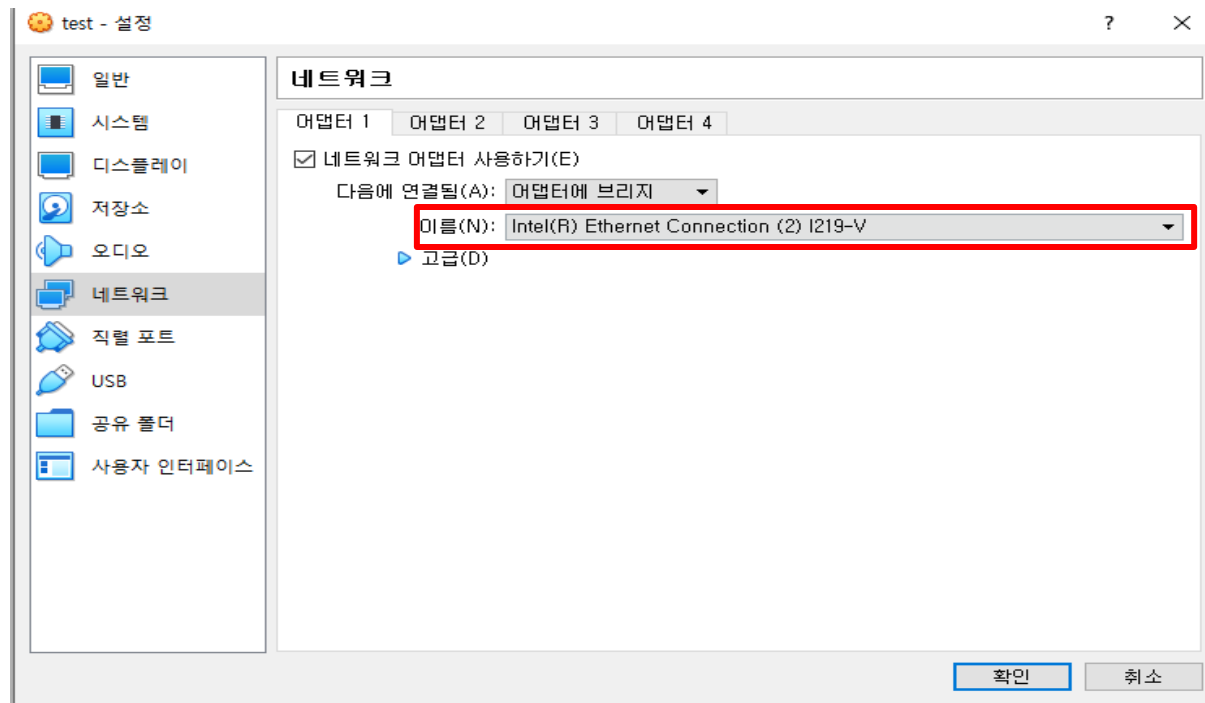 test - 설정
?
일반
시스템
디스플레이
저장소
오디오
네트워크
직렬 포트
USB
공유 폴더
사용자 인터페이스
네트워크
어댑터 1 어댑터 2 어댑터 3 어댑터 4
네트워크 어댑터 사용하기(E)
다음에 연결됨(A): 어댑터에 브리지
이름(N): Intel(R) Ethernet Connection (2) I219-V
고급(D)
확인 취소